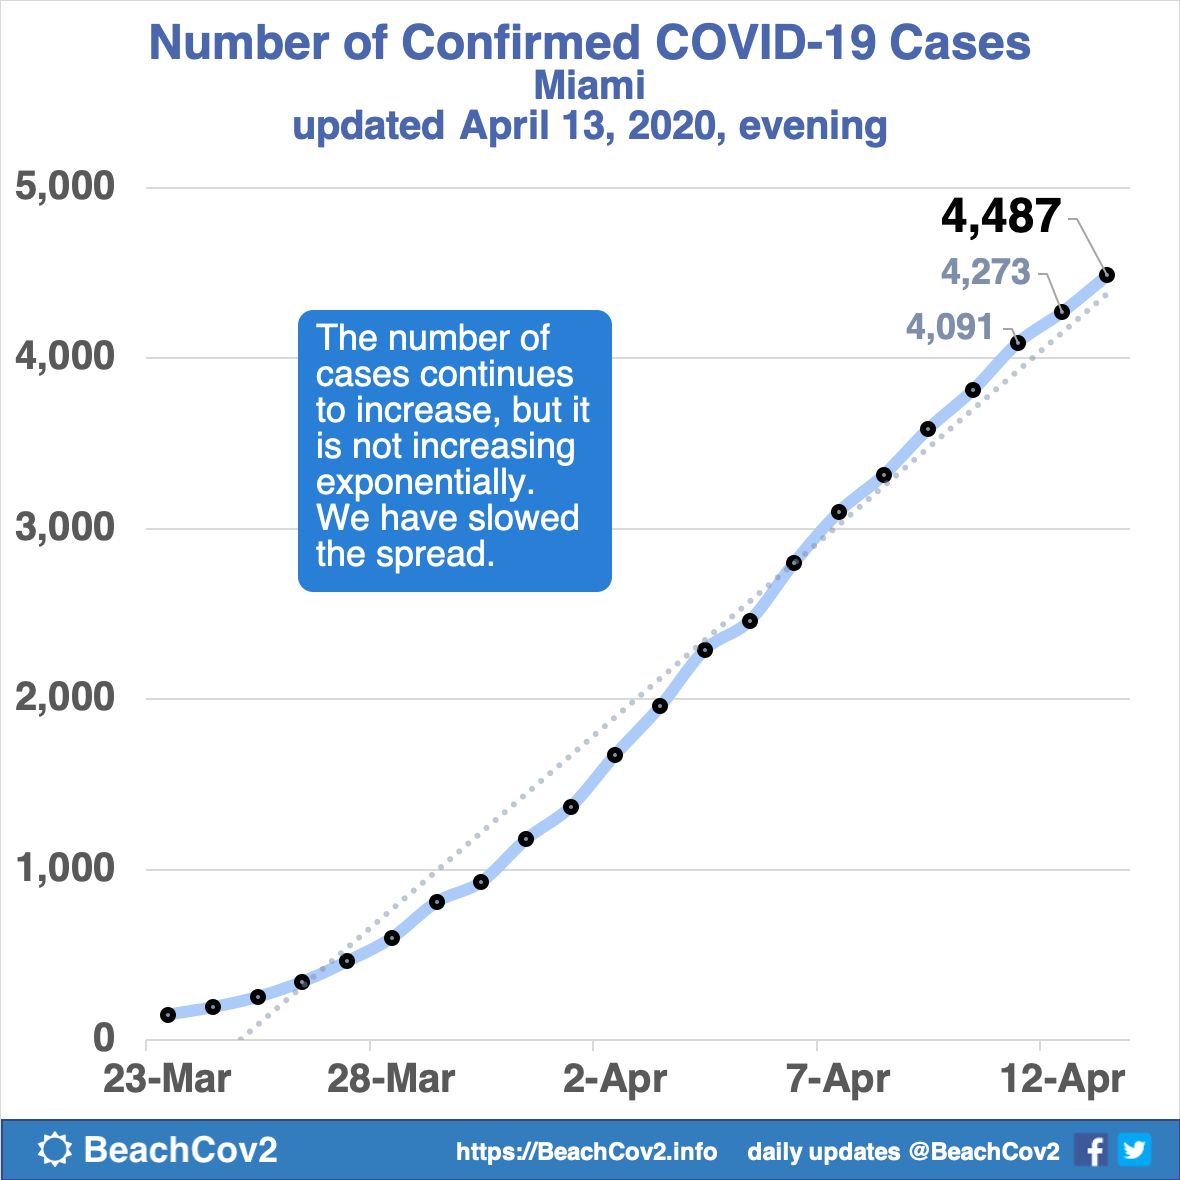 Number of Confirmed COVID-19 Cases
Miami
updated April 13, 2020, evening
5,000
4,487
4,273
4,091
The number of
cases continues
to increase, but it
is not increasing
exponentially.
We have slowed
the spread.
4,000
3,000
2,000
1,000
0
23-Mar
28-Mar
2-Apr
7-Apr
12-Apr
BeachCov2
https://BeachCov2.info
daily updates @BeachCov2
f